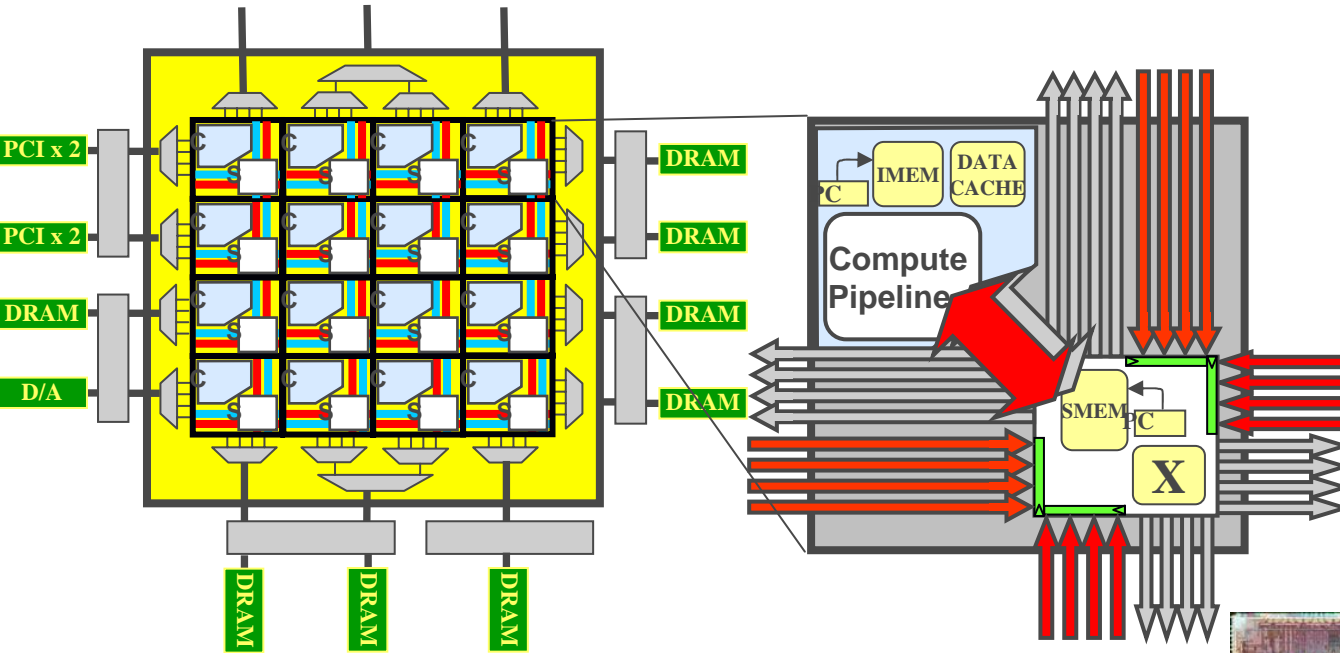 PCI x 2
PCI x 2
DRAM
D/A
C C C C
S S S S
C C C C
S S S S
C C C C
S S S S
C C C C
S S S S
DRAM
DRAM
DRAM
DRAM
DRAM
DRAM
DRAM
PC
IMEM
DATA
CACHE
Compute
Pipeline
SMEM
PC
X